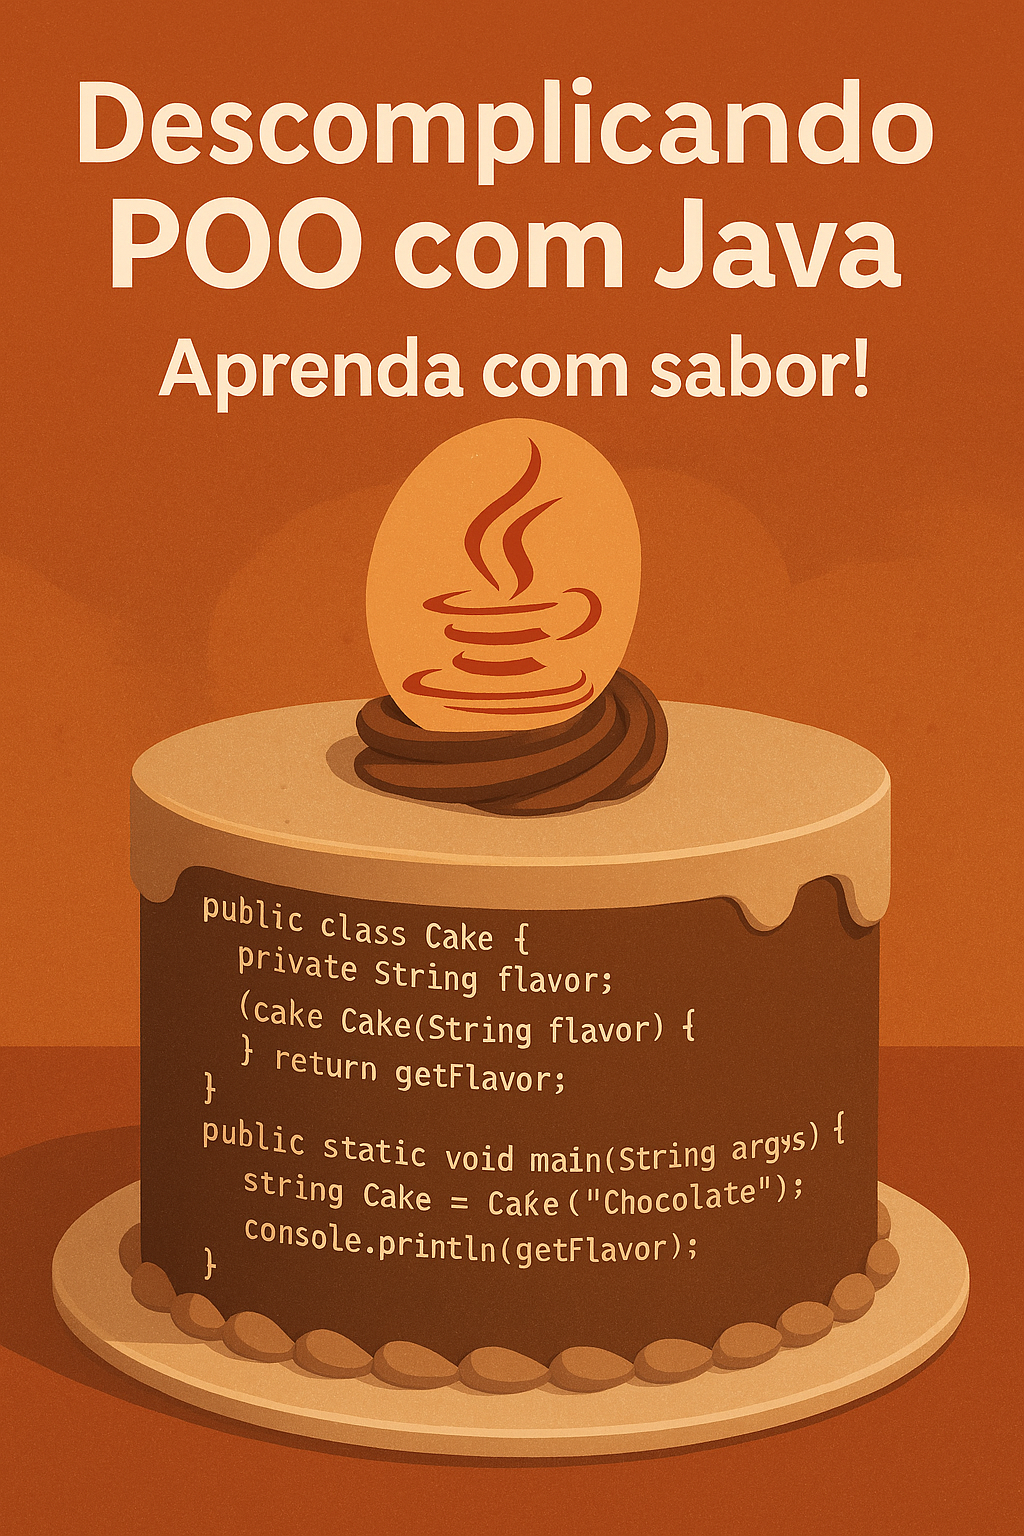 Descomplicando
POO com Java
Aprenda com sabor!
public class Cake {
private String flavor;
(cake Cake(String flavor) {
} return getFlavor;
}
public static void main(String argys) {
string Cake = Cake ("Chocolate");
console.println(getFlavor);
}